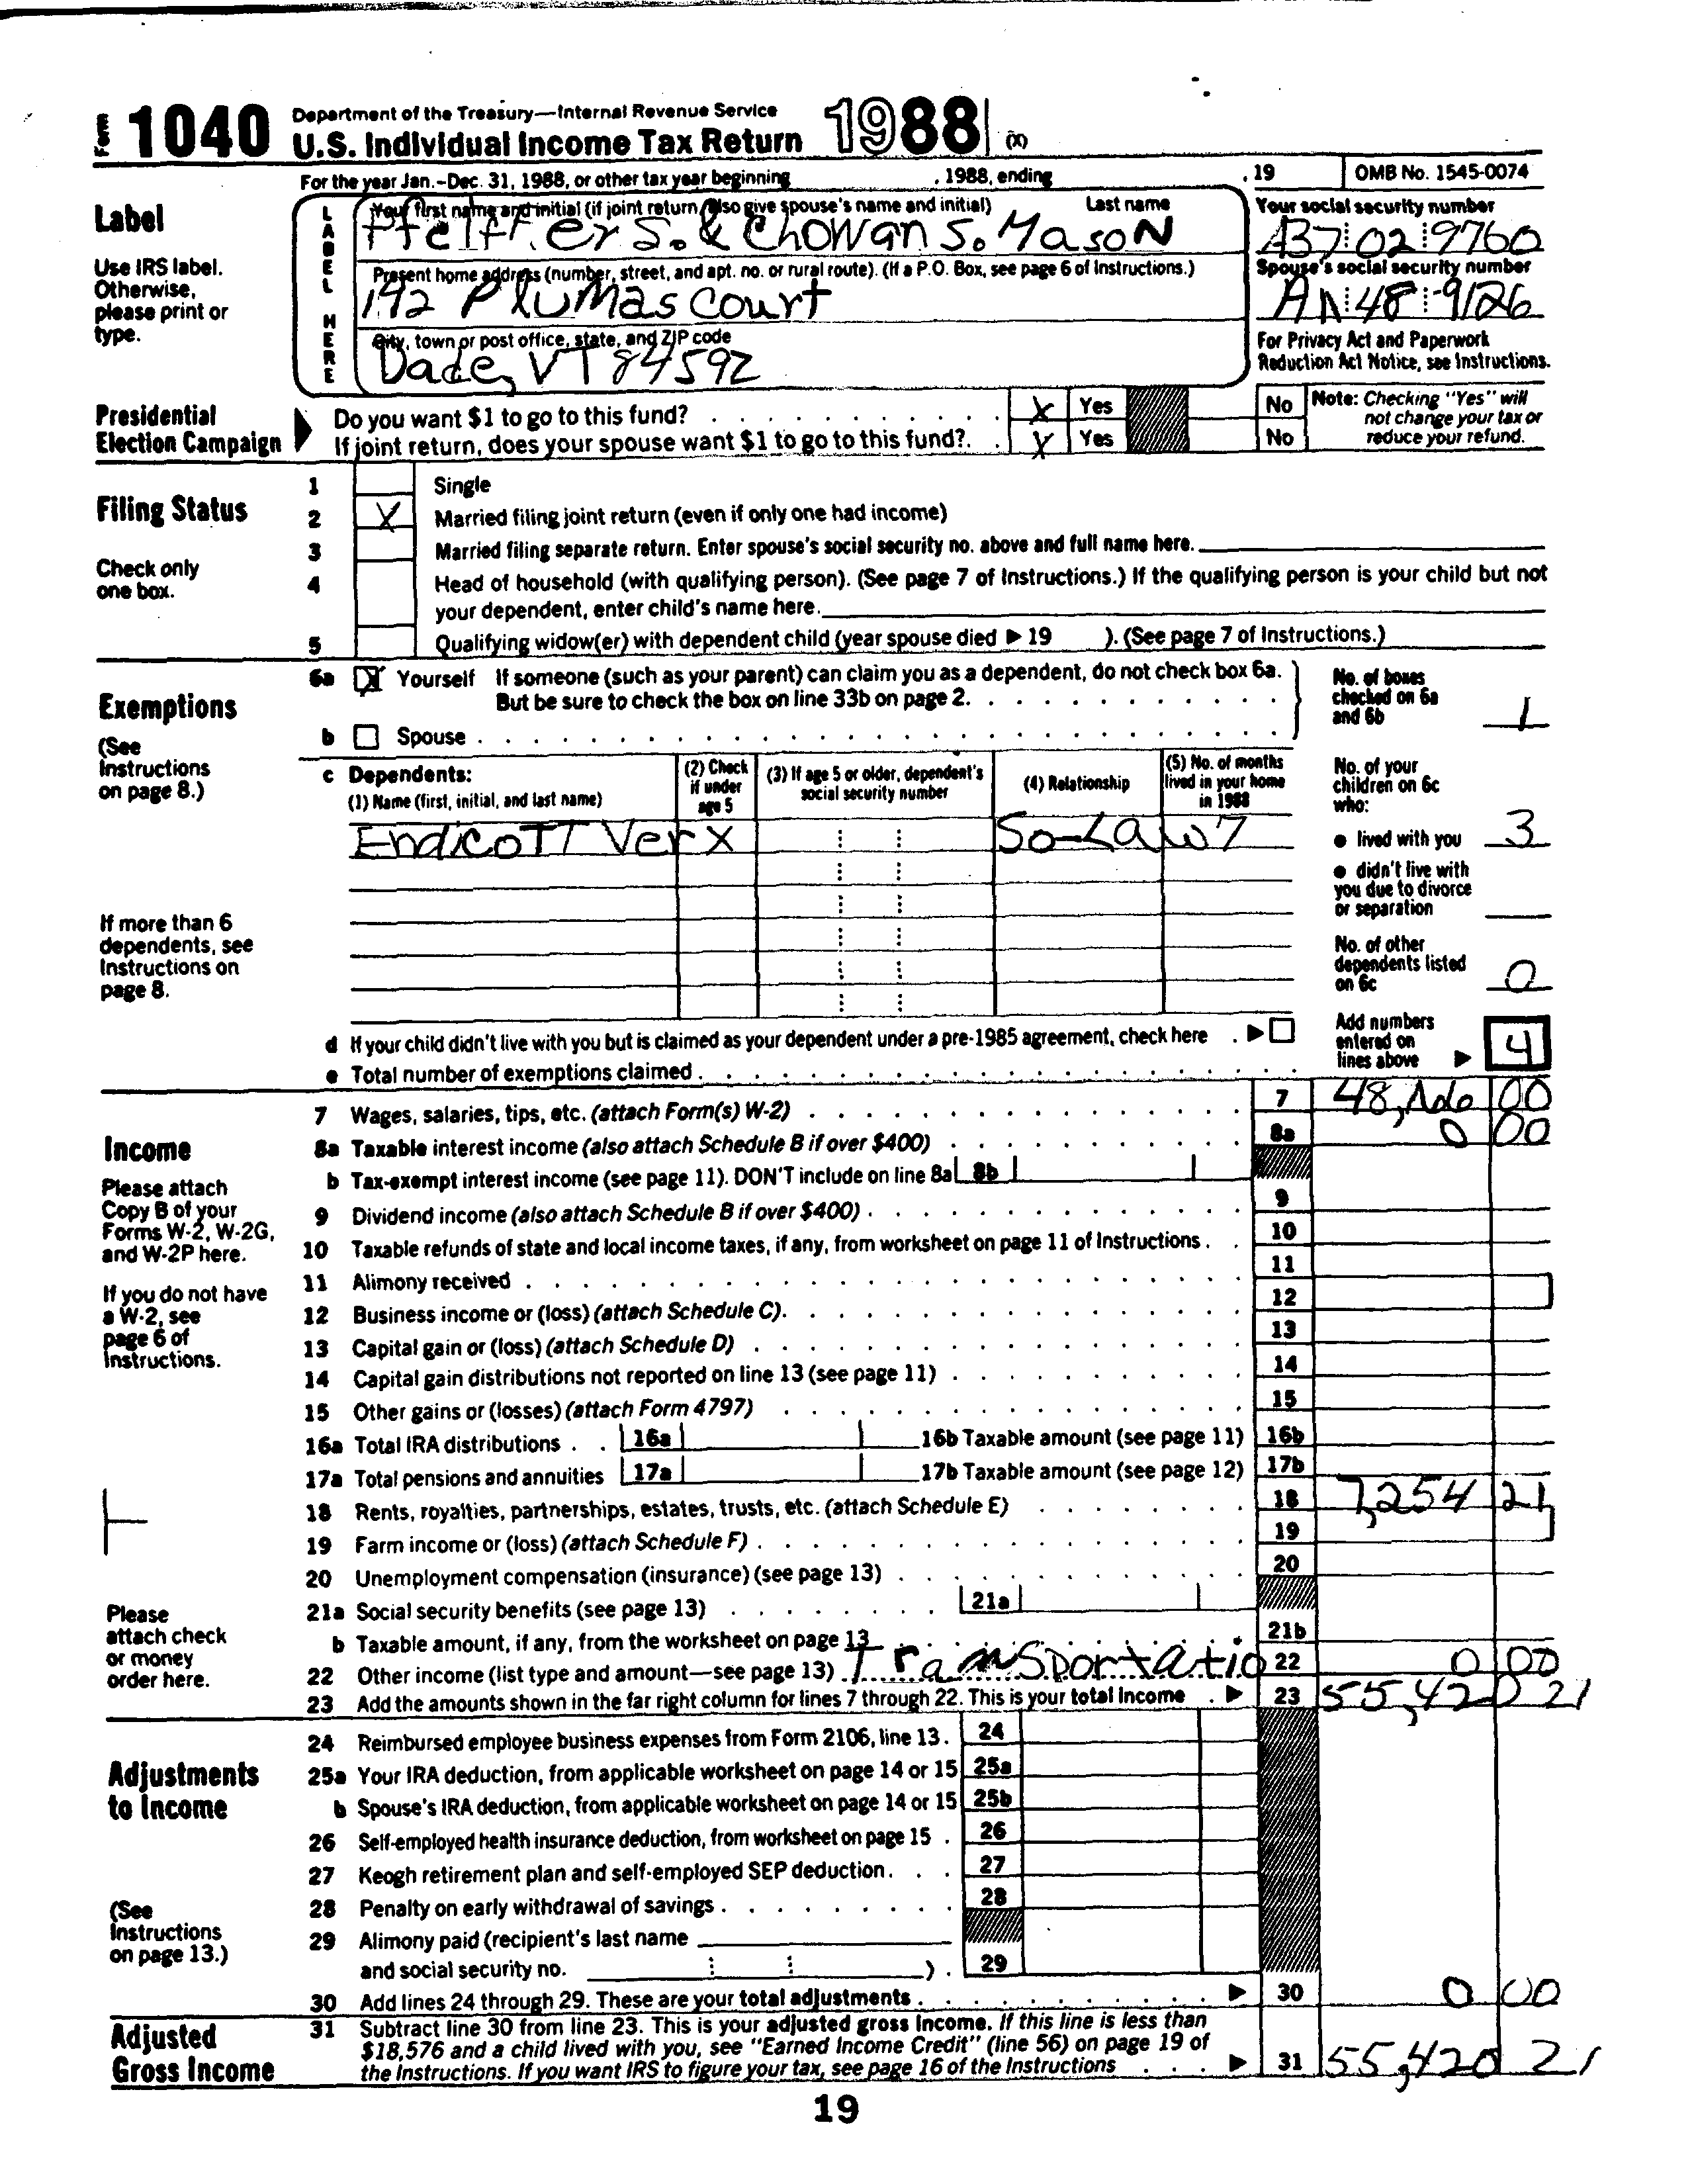 Form 1040 Department of the Treasury—Internal Revenue Service
U.S. Individual Income Tax Return 1988 (X)
For the year Jan.-Dec. 31, 1988, or other tax year beginning , 1988, ending , 19 OMB No. 1545-0074
Label
Use IRS label.
Otherwise,
please print or
type.
LABEL HERE
Your first name and initial (if joint return, also give spouse's name and initial) Last name
Pfeiffer S. & Chowan S. Mason
Present home address (number, street, and apt. no. or rural route). (If a P.O. Box, see page 6 of Instructions.)
192 Plumas Court
City, town or post office, state, and ZIP code
Dade, VT 84592
Your social security number
437 02 9760
Spouse's social security number
48 9126
For Privacy Act and Paperwork
Reduction Act Notice, see Instructions.
Presidential
Election Campaign
Do you want $1 to go to this fund? X Yes No
If joint return, does your spouse want $1 to go to this fund? X Yes No
Note: Checking "Yes" will
not change your tax or
reduce your refund.
Filing Status
Check only
one box.
1 Single
2 X Married filing joint return (even if only one had income)
3 Married filing separate return. Enter spouse's social security no. above and full name here.
4 Head of household (with qualifying person). (See page 7 of Instructions.) If the qualifying person is your child but not
your dependent, enter child's name here.
5 Qualifying widow(er) with dependent child (year spouse died ▶ 19 ). (See page 7 of Instructions.)
Exemptions
(See
Instructions
on page 8.)
If more than 6
dependents, see
Instructions on
page 8.
6a X Yourself If someone (such as your parent) can claim you as a dependent, do not check box 6a.
But be sure to check the box on line 33b on page 2.
b Spouse
No. of boxes
checked on 6a
and 6b 1
c Dependents:
(1) Name (first, initial, and last name)
(2) Check
if under
age 5
(3) If age 5 or older, dependent's
social security number
(4) Relationship
(5) No. of months
lived in your home
in 1988
Endicott Ver X So-Law 7
No. of your
children on 6c
who:
● lived with you 3
● didn't live with
you due to divorce
or separation
No. of other
dependents listed
on 6c 0
d If your child didn't live with you but is claimed as your dependent under a pre-1985 agreement, check here ▶
e Total number of exemptions claimed
Add numbers
entered on
lines above ▶ 4
Income
Please attach
Copy B of your
Forms W-2, W-2G,
and W-2P here.
If you do not have
a W-2, see
page 6 of
Instructions.
Please
attach check
or money
order here.
7 Wages, salaries, tips, etc. (attach Form(s) W-2) 7 00
8a Taxable interest income (also attach Schedule B if over $400) 8a 0 00
b Tax-exempt interest income (see page 11). DON'T include on line 8a 8b
9 Dividend income (also attach Schedule B if over $400) 9
10 Taxable refunds of state and local income taxes, if any, from worksheet on page 11 of Instructions 10
11 Alimony received 11
12 Business income or (loss) (attach Schedule C) 12
13 Capital gain or (loss) (attach Schedule D) 13
14 Capital gain distributions not reported on line 13 (see page 11) 14
15 Other gains or (losses) (attach Form 4797) 15
16a Total IRA distributions 16a 16b Taxable amount (see page 11) 16b
17a Total pensions and annuities 17a 17b Taxable amount (see page 12) 17b
18 Rents, royalties, partnerships, estates, trusts, etc. (attach Schedule E) 18 7,254 21
19 Farm income or (loss) (attach Schedule F) 19
20 Unemployment compensation (insurance) (see page 13) 20
21a Social security benefits (see page 13) 21a
b Taxable amount, if any, from the worksheet on page 13 21b
22 Other income (list type and amount—see page 13) Transportatio 22 0 00
23 Add the amounts shown in the far right column for lines 7 through 22. This is your total income ▶ 23 55,420 21
Adjustments
to Income
(See
Instructions
on page 13.)
24 Reimbursed employee business expenses from Form 2106, line 13. 24
25a Your IRA deduction, from applicable worksheet on page 14 or 15 25a
b Spouse's IRA deduction, from applicable worksheet on page 14 or 15 25b
26 Self-employed health insurance deduction, from worksheet on page 15 26
27 Keogh retirement plan and self-employed SEP deduction 27
28 Penalty on early withdrawal of savings 28
29 Alimony paid (recipient's last name
and social security no. ). 29
30 Add lines 24 through 29. These are your total adjustments ▶ 30 0 00
Adjusted
Gross Income
31 Subtract line 30 from line 23. This is your adjusted gross income. If this line is less than
$18,576 and a child lived with you, see "Earned Income Credit" (line 56) on page 19 of
the Instructions. If you want IRS to figure your tax, see page 16 of the Instructions ▶ 31 55,420 21
19